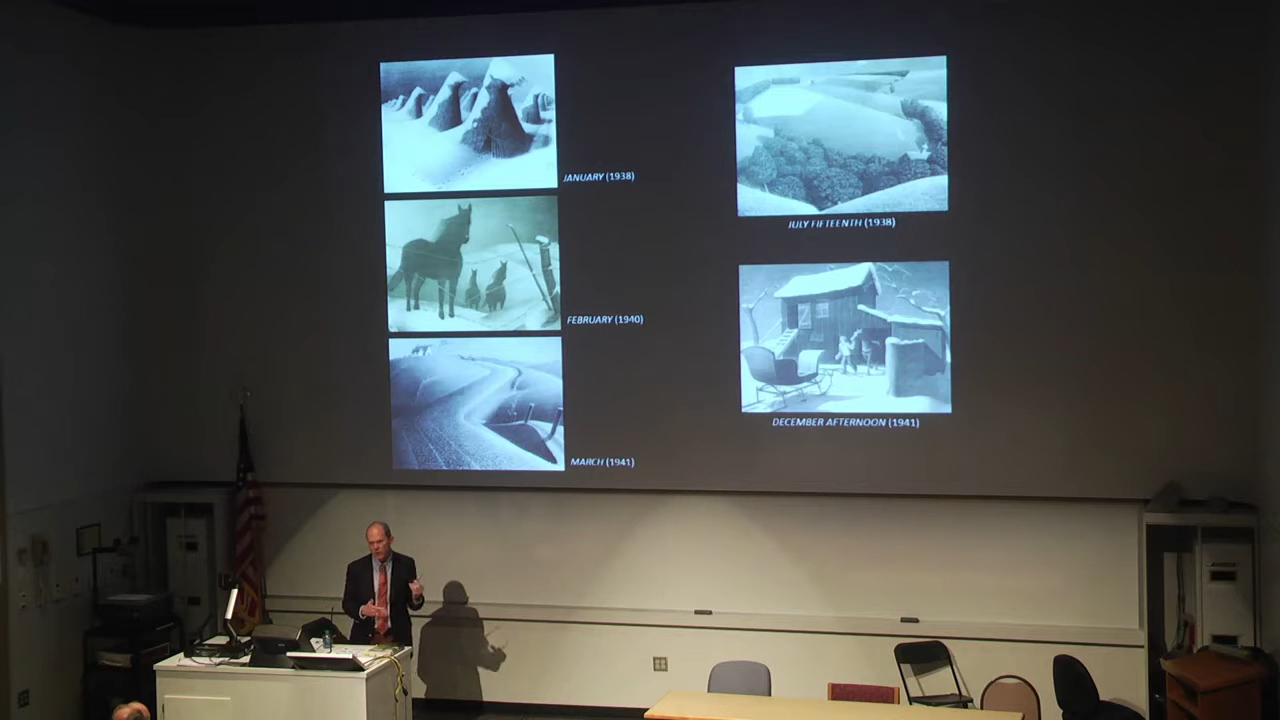 JANUARY (1938)
FEBRUARY (1940)
MARCH (1941)
JULY FIFTEENTH (1938)
DECEMBER AFTERNOON (1941)